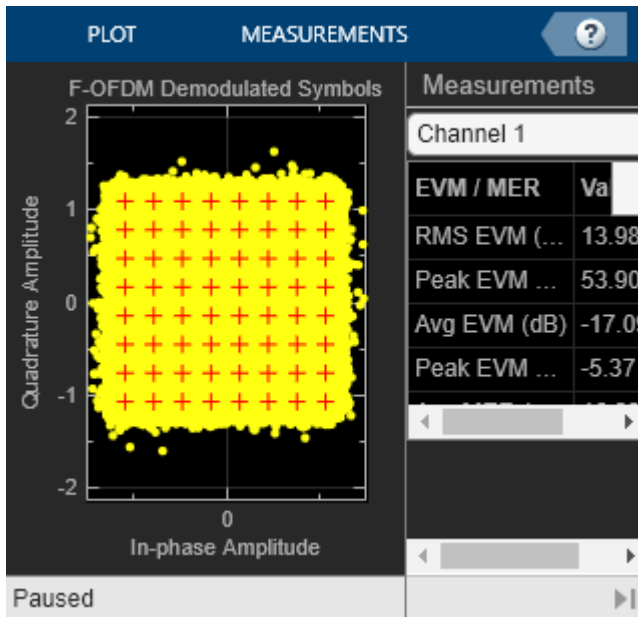 PLOT MEASUREMENTS ?
F-OFDM Demodulated Symbols
2
1
0
-1
-2
Quadrature Amplitude
0
In-phase Amplitude
Measurements
Channel 1
EVM / MER Va
RMS EVM (... 13.98
Peak EVM ... 53.90
Avg EVM (dB) -17.09
Peak EVM ... -5.37
Paused